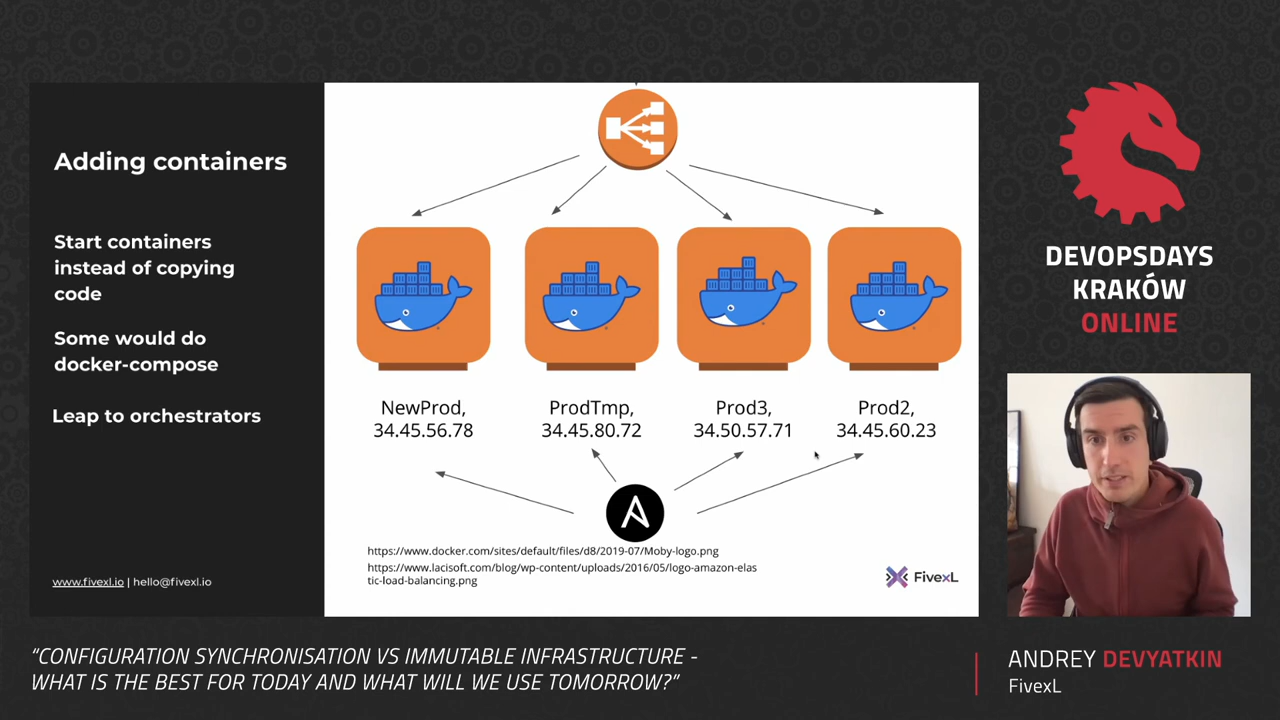 Adding containers
Start containers
instead of copying
code
Some would do
docker-compose
Leap to orchestrators
www.fivexl.io | hello@fivexl.io
NewProd,
34.45.56.78
ProdTmp,
34.45.80.72
Prod3,
34.50.57.71
Prod2,
34.45.60.23
https://www.docker.com/sites/default/files/d8/2019-07/Moby-logo.png
https://www.lacisoft.com/blog/wp-content/uploads/2016/05/logo-amazon-elas
tic-load-balancing.png
FivexL
DEVOPSDAYS
KRAKÓW
ONLINE
“CONFIGURATION SYNCHRONISATION VS IMMUTABLE INFRASTRUCTURE -
WHAT IS THE BEST FOR TODAY AND WHAT WILL WE USE TOMORROW?”
ANDREY DEVYATKIN
FivexL